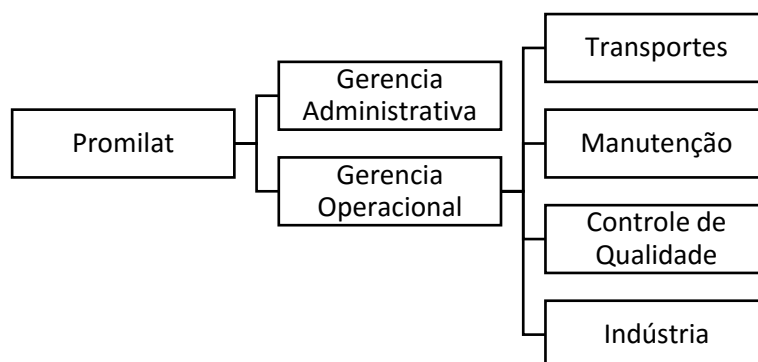 Promilat
Gerencia
Administrativa
Gerencia
Operacional
Transportes
Manutenção
Controle de
Qualidade
Indústria